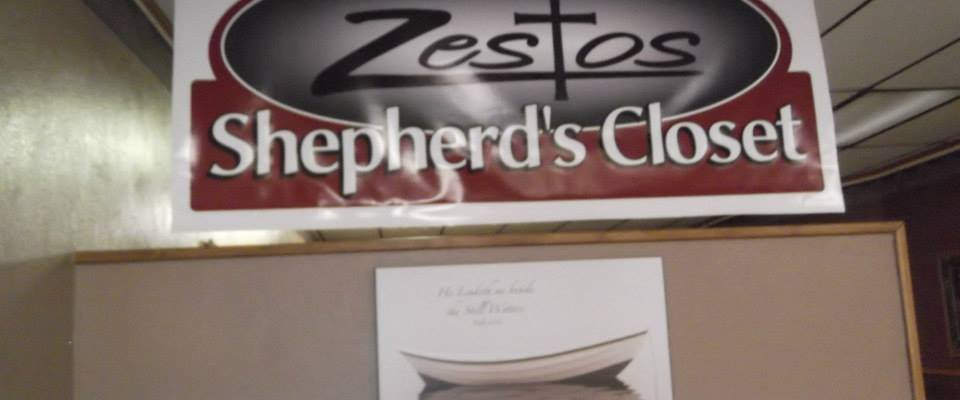 Zestos
Shepherd's Closet
He Leadeth me beside
the Still Waters